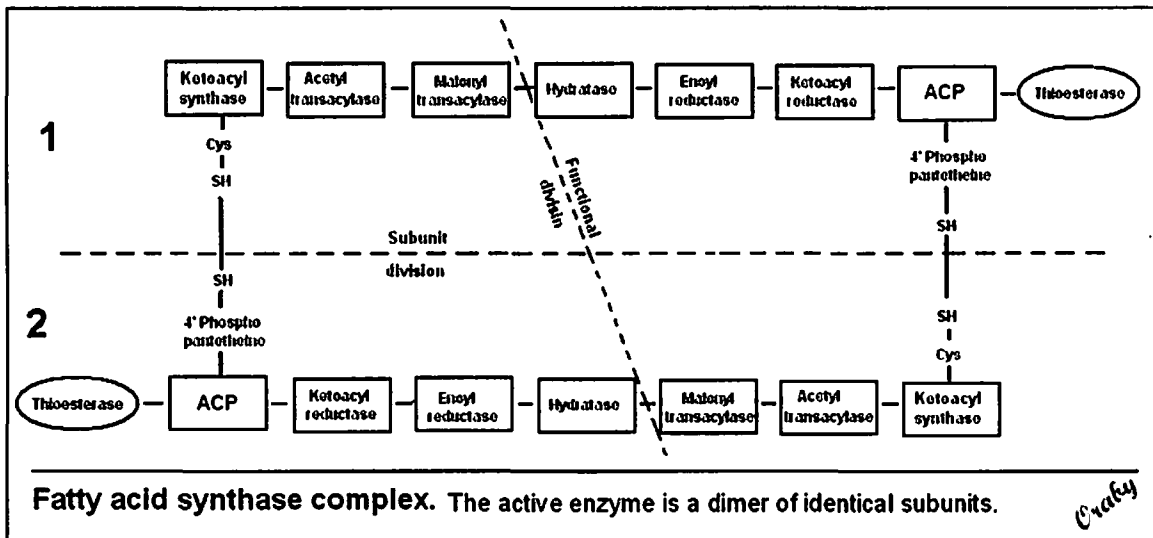 Ketoacyl
synthase
Acetyl
transacylase
Malonyl
transacylase
Hydratase
Enoyl
reductase
Ketoacyl
reductase
ACP
Thioesterase
1
Cys
SH
4' Phospho
pantetheine
SH
Functional
divisin
Subunit
division
2
SH
4' Phospho
pantetheine
SH
Cys
Thioesterase
ACP
Ketoacyl
reductase
Enoyl
reductase
Hydratase
Malonyl
transacylase
Acetyl
transacylase
Ketoacyl
synthase
Fatty acid synthase complex. The active enzyme is a dimer of identical subunits.
Oraby